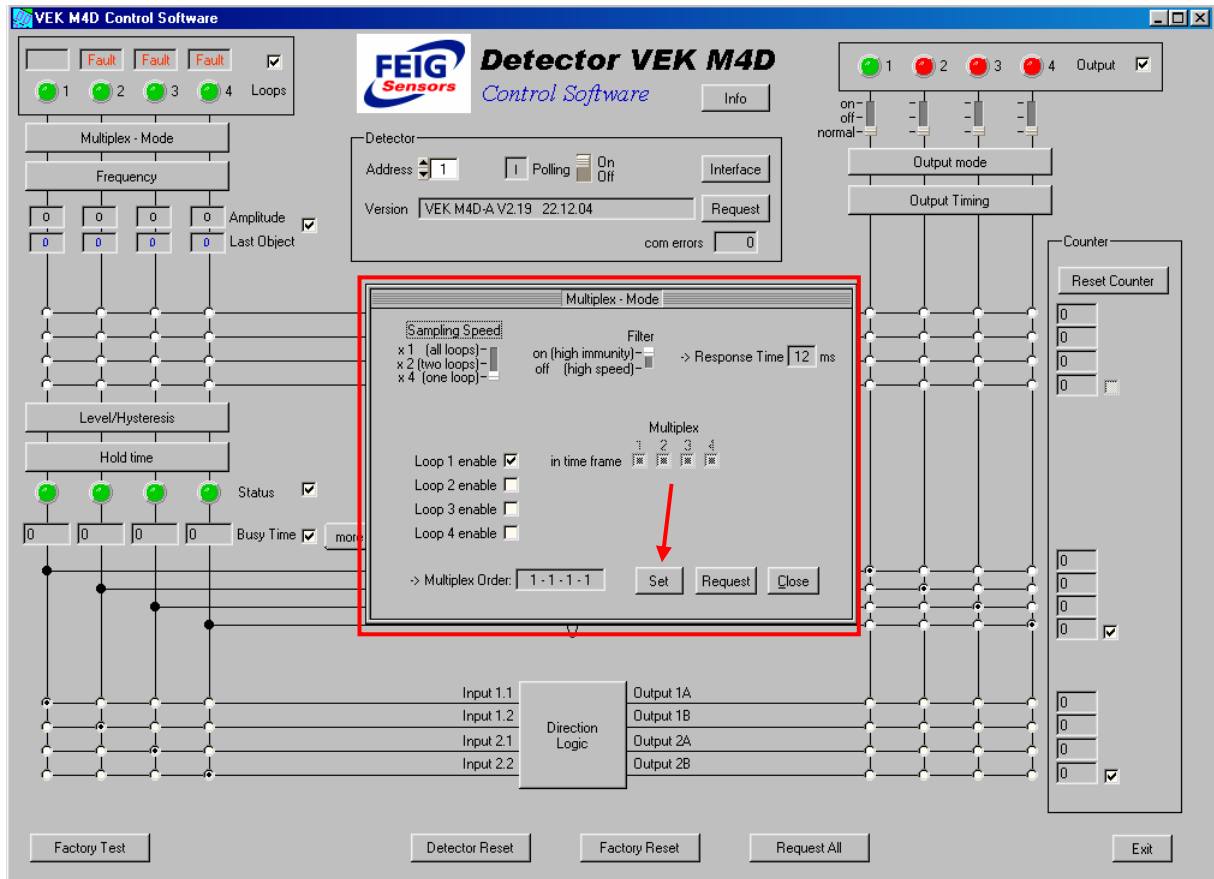 VEK M4D Control Software
Fault Fault Fault
1 2 3 4 Loops
Multiplex - Mode
Frequency
0 0 0 0 Amplitude
0 0 0 0 Last Object
FEIG
Sensors
Detector VEK M4D
Control Software
Info
Detector
Address 1
I Polling On
Off
Interface
Version VEK M4D-A V2.19 22.12.04 Request
com errors 0
1 2 3 4 Output
on-
off-
normal-
Output mode
Output Timing
Counter
Reset Counter
0
0
0
0
Multiplex - Mode
Sampling Speed
x 1 (all loops)-
x 2 (two loops)-
x 4 (one loop)-
Filter
on (high immunity)-
off (high speed)-
-> Response Time 12 ms
Multiplex
1 2 3 4
Loop 1 enable in time frame
Loop 2 enable
Loop 3 enable
Loop 4 enable
-> Multiplex Order: 1 - 1 - 1 - 1 Set Request Close
Level/Hysteresis
Hold time
Status
0 0 0 0 Busy Time more
0
0
0
0
Input 1.1
Input 1.2
Input 2.1
Input 2.2
Direction
Logic
Output 1A
Output 1B
Output 2A
Output 2B
0
0
0
0
Factory Test Detector Reset Factory Reset Request All Exit